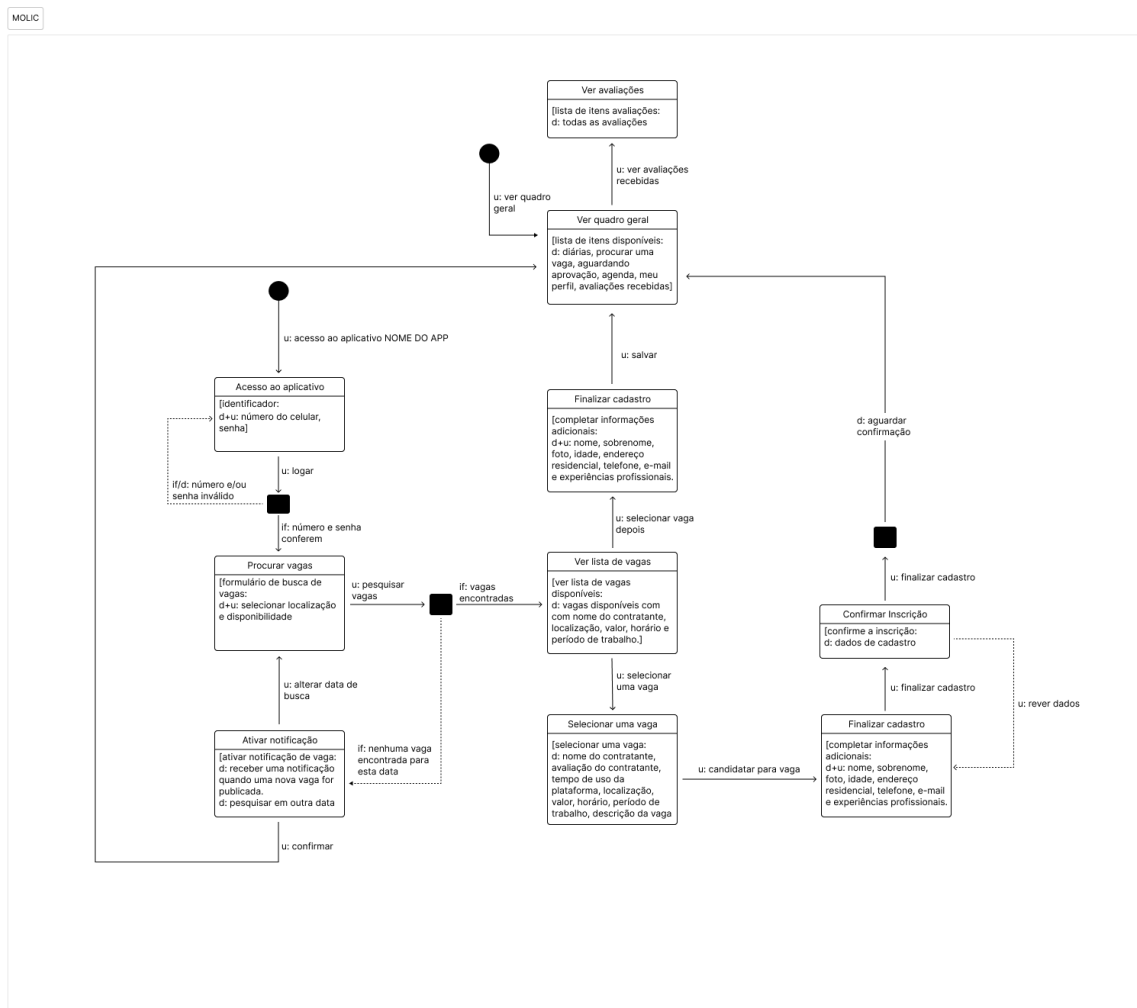 MOLIC
Ver avaliações
[lista de itens avaliações:
d: todas as avaliações
u: ver avaliações
recebidas
u: ver quadro
geral
Ver quadro geral
[lista de itens disponíveis:
d: diárias, procurar uma
vaga, aguardando
aprovação, agenda, meu
perfil, avaliações recebidas]
u: acesso ao aplicativo NOME DO APP
u: salvar
Acesso ao aplicativo
[identificador:
d+u: número do celular,
senha]
if/d: número e/ou
senha inválido
u: logar
if: número e senha
conferem
Finalizar cadastro
[completar informações
adicionais:
d+u: nome, sobrenome,
foto, idade, endereço
residencial, telefone, e-mail
e experiências profissionais.
d: aguardar
confirmação
u: selecionar vaga
depois
Procurar vagas
[formulário de busca de
vagas:
d+u: selecionar localização
e disponibilidade
u: pesquisar
vagas
if: vagas
encontradas
Ver lista de vagas
[ver lista de vagas
disponíveis:
d: vagas disponíveis com
com nome do contratante,
localização, valor, horário e
período de trabalho.]
u: finalizar cadastro
Confirmar Inscrição
[confirme a inscrição:
d: dados de cadastro
u: alterar data de
busca
u: selecionar
uma vaga
u: finalizar cadastro
u: rever dados
Ativar notificação
[ativar notificação de vaga:
d: receber uma notificação
quando uma nova vaga for
publicada.
d: pesquisar em outra data
if: nenhuma vaga
encontrada para
esta data
Selecionar uma vaga
[selecionar uma vaga:
d: nome do contratante,
avaliação do contratante,
tempo de uso da
plataforma, localização,
valor, horário, período de
trabalho, descrição da vaga
u: candidatar para vaga
Finalizar cadastro
[completar informações
adicionais:
d+u: nome, sobrenome,
foto, idade, endereço
residencial, telefone, e-mail
e experiências profissionais.
u: confirmar